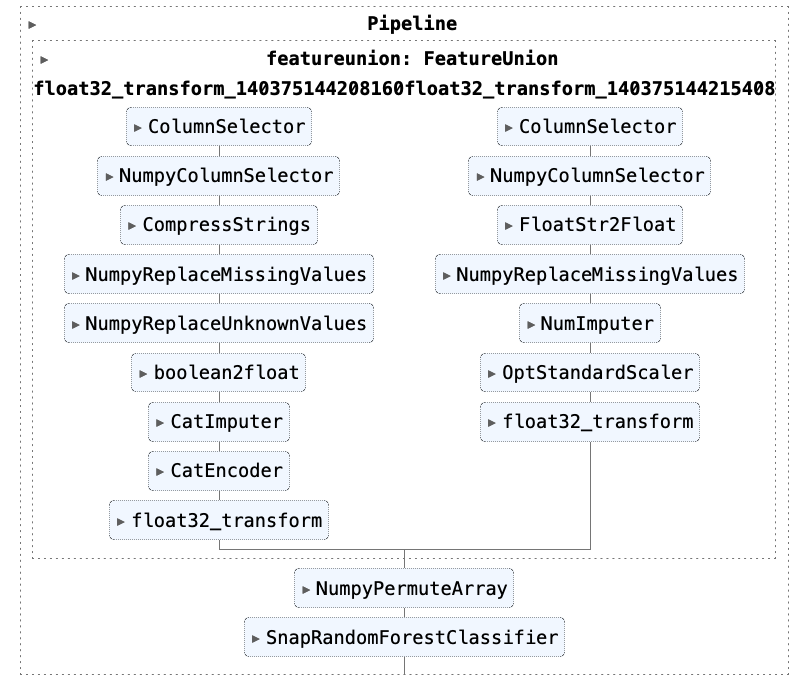 Pipeline
featureunion: FeatureUnion
float32_transform_140375144208160float32_transform_140375144215408
ColumnSelector ColumnSelector
NumpyColumnSelector NumpyColumnSelector
CompressStrings FloatStr2Float
NumpyReplaceMissingValues NumpyReplaceMissingValues
NumpyReplaceUnknownValues NumImputer
boolean2float OptStandardScaler
CatImputer float32_transform
CatEncoder
float32_transform
NumpyPermuteArray
SnapRandomForestClassifier